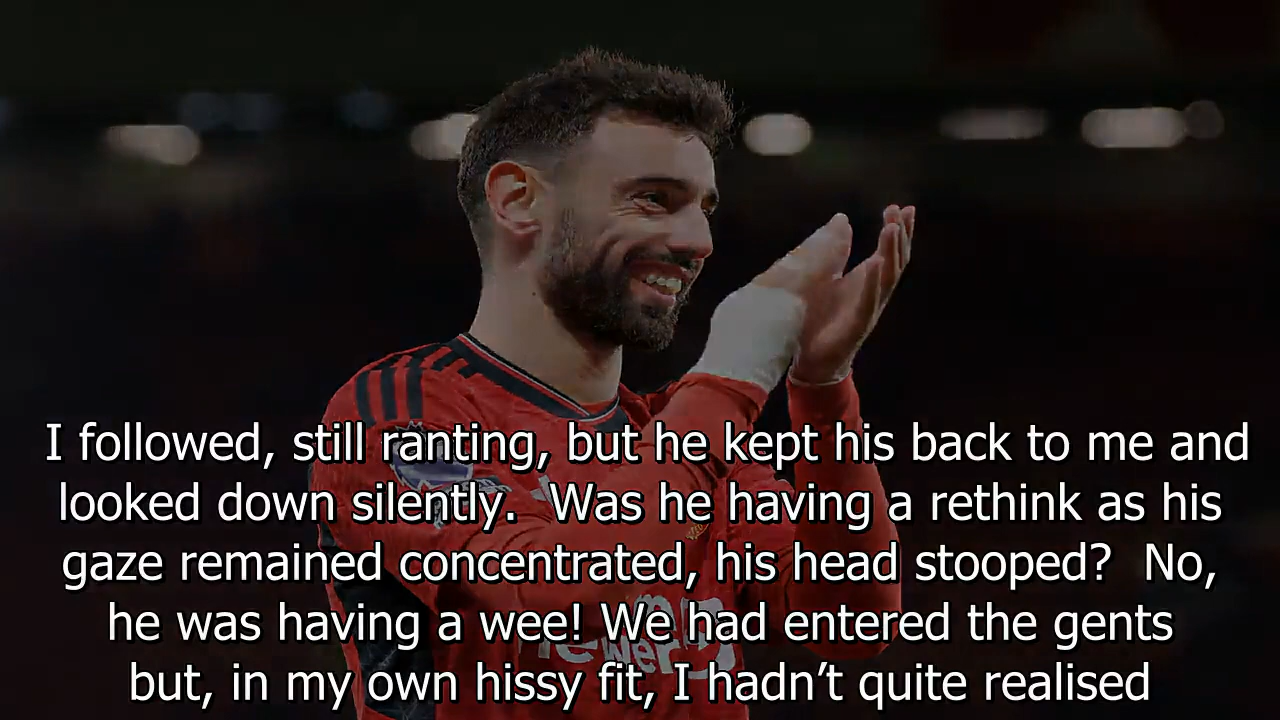 I followed, still ranting, but he kept his back to me and
looked down silently.  Was he having a rethink as his
gaze remained concentrated, his head stooped?  No,
he was having a wee! We had entered the gents
but, in my own hissy fit, I hadn’t quite realised